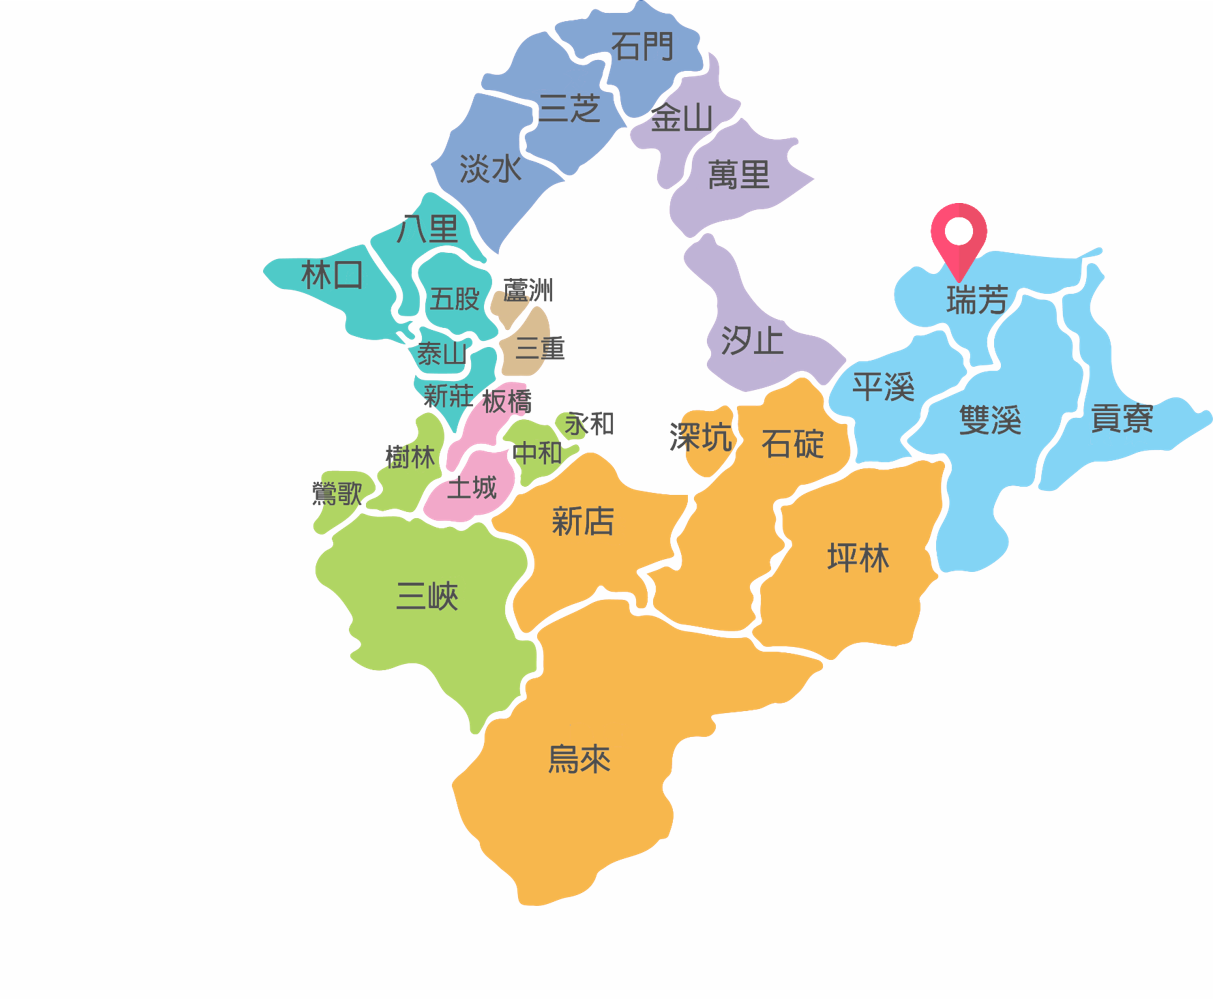 石門
三芝
金山
淡水
萬里
八里
林口
五股
蘆洲
瑞芳
汐止
三重
泰山
平溪
新莊
板橋
雙溪
貢寮
永和
深坑
石碇
中和
樹林
土城
鶯歌
新店
坪林
三峽
烏來